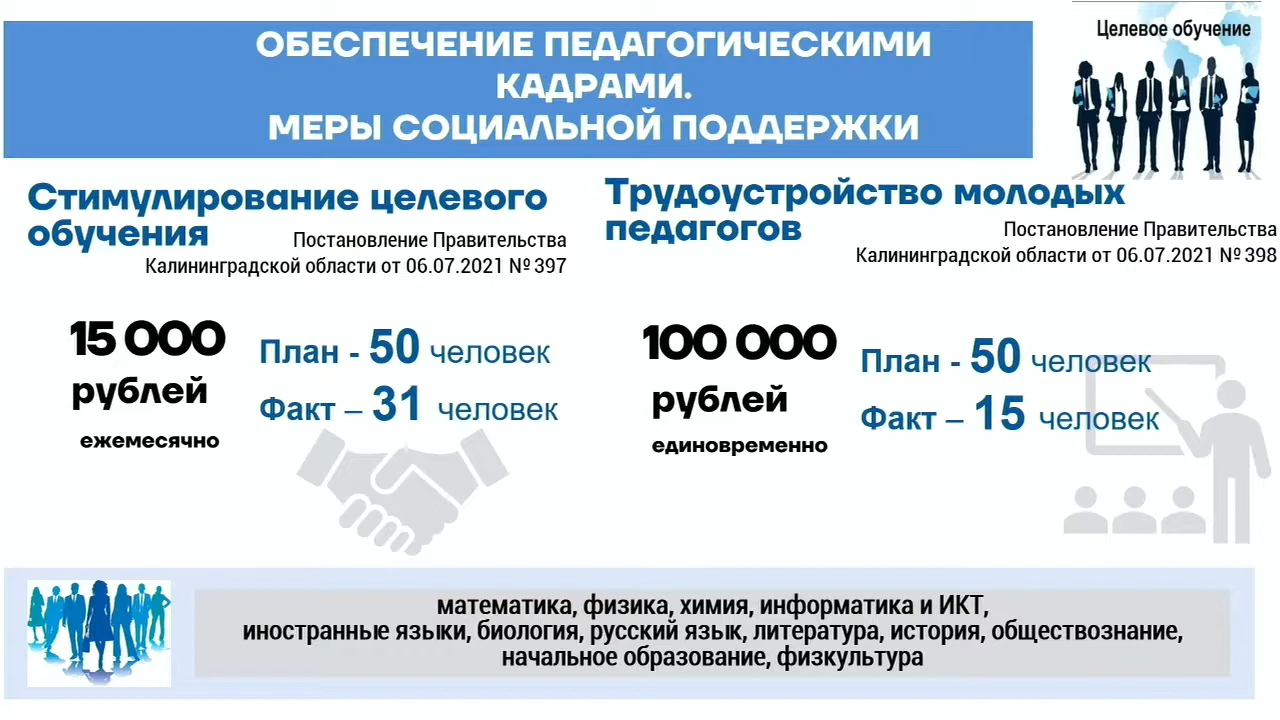 Целевое обучение
ОБЕСПЕЧЕНИЕ ПЕДАГОГИЧЕСКИМИ
КАДРАМИ.
МЕРЫ СОЦИАЛЬНОЙ ПОДДЕРЖКИ
Стимулирование целевого
обучения
Постановление Правительства
Калининградской области от 06.07.2021 № 397
15 000
рублей
ежемесячно
План - 50 человек
Факт – 31 человек
Трудоустройство молодых
педагогов
Постановление Правительства
Калининградской области от 06.07.2021 № 398
100 000
рублей
единовременно
План - 50 человек
Факт – 15 человек
математика, физика, химия, информатика и ИКТ,
иностранные языки, биология, русский язык, литература, история, обществознание,
начальное образование, физкультура